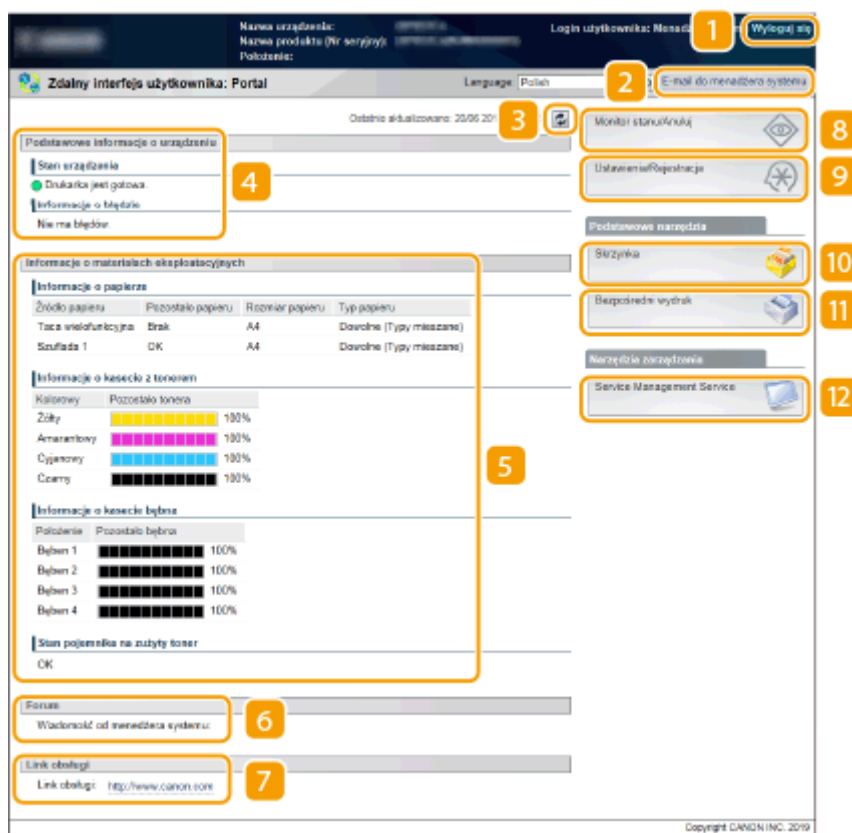 Nazwa urządzenia:
Nazwa produktu (Nr seryjny):
Położenie:
Login użytkownika:
1
Wyloguj się
Zdalny interfejs użytkownika: Portal
Language: Polish
2
E-mail do menadżera systemu
Ostatnio aktualizowane:
3
Podstawowe informacje o urządzeniu
Stan urządzenia
Drukarka jest gotowa.
Informacje o błędzie
Nie ma błędów.
4
Informacje o materiałach eksploatacyjnych
Informacje o papierze
Źródło papieru Pozostało papieru Rozmiar papieru Typ papieru
Taca wielofunkcyjna Brak A4 Dowolne (Typy mieszane)
Szuflada 1 OK A4 Dowolne (Typy mieszane)
Informacje o kasecie z tonerem
Kolorowy Pozostało tonera
Żółty 100%
Amarantowy 100%
Cyjanowy 100%
Czarny 100%
5
Informacje o kasecie bębna
Położenie Pozostało bębna
Bęben 1 100%
Bęben 2 100%
Bęben 3 100%
Bęben 4 100%
Stan pojemnika na zużyty toner
OK
Forum
Wiadomość od menedżera systemu:
6
Link obsługi
Link obsługi: http://www.canon.com
7
Monitor stanu/Anuluj
8
Ustawienia/Rejestracja
9
Podstawowe narzędzia
Skrzynka
10
Bezpośredni wydruk
11
Narzędzia zarządzania
Service Management Service
12
Copyright CANON INC. 2019